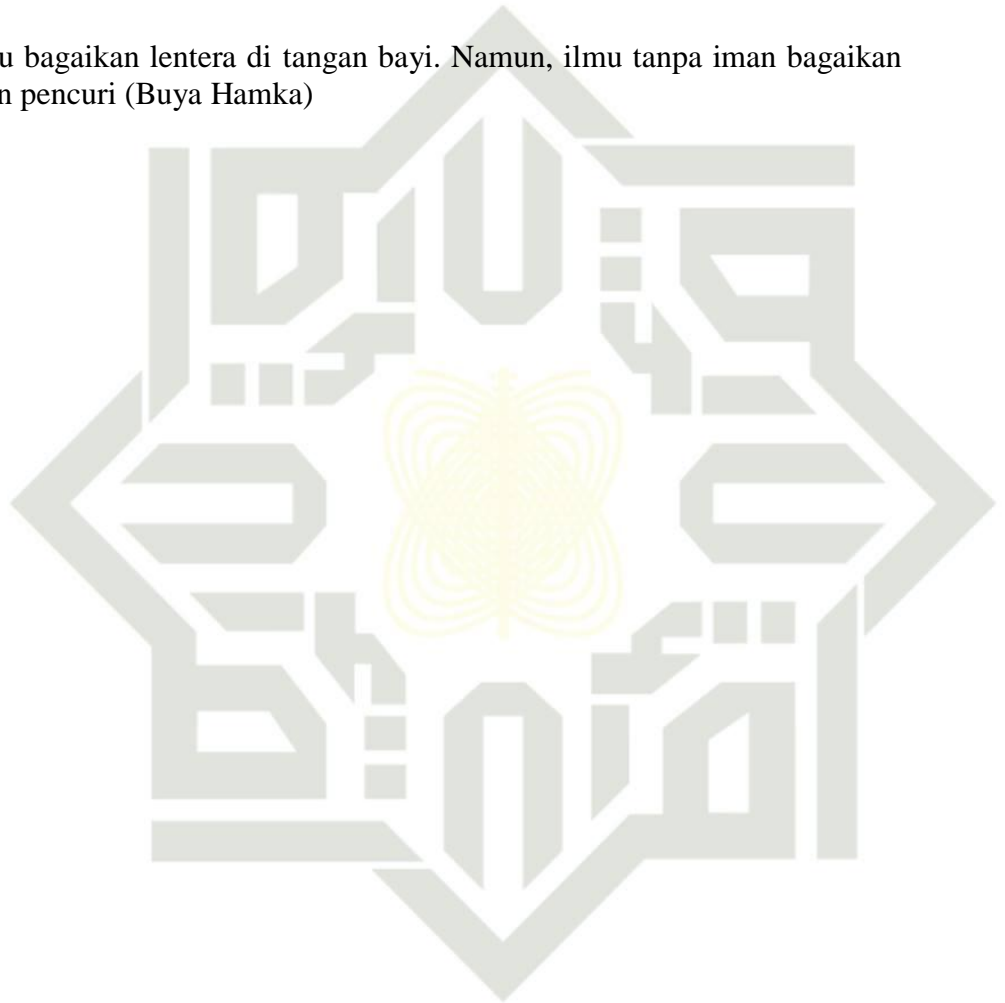 u bagaikan lentera di tangan bayi. Namun, ilmu tanpa iman bagaikan
n pencuri (Buya Hamka)